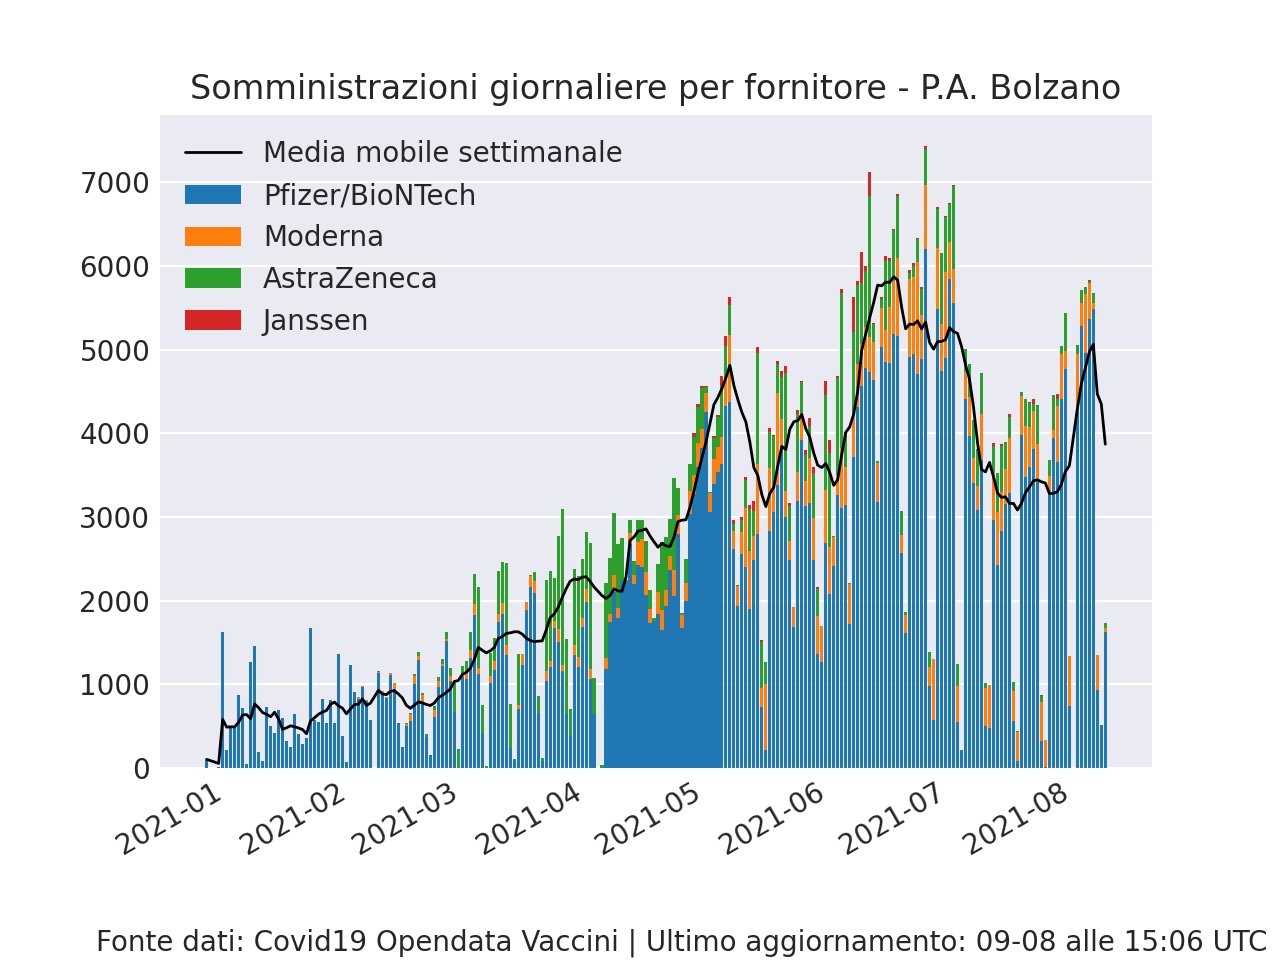 Somministrazioni giornaliere per fornitore - P.A. Bolzano
Media mobile settimanale
Pfizer/BioNTech
Moderna
AstraZeneca
Janssen
7000
6000
5000
4000
3000
2000
1000
0
2021-01
2021-02
2021-03
2021-04
2021-05
2021-06
2021-07
2021-08
Fonte dati: Covid19 Opendata Vaccini | Ultimo aggiornamento: 09-08 alle 15:06 UTC